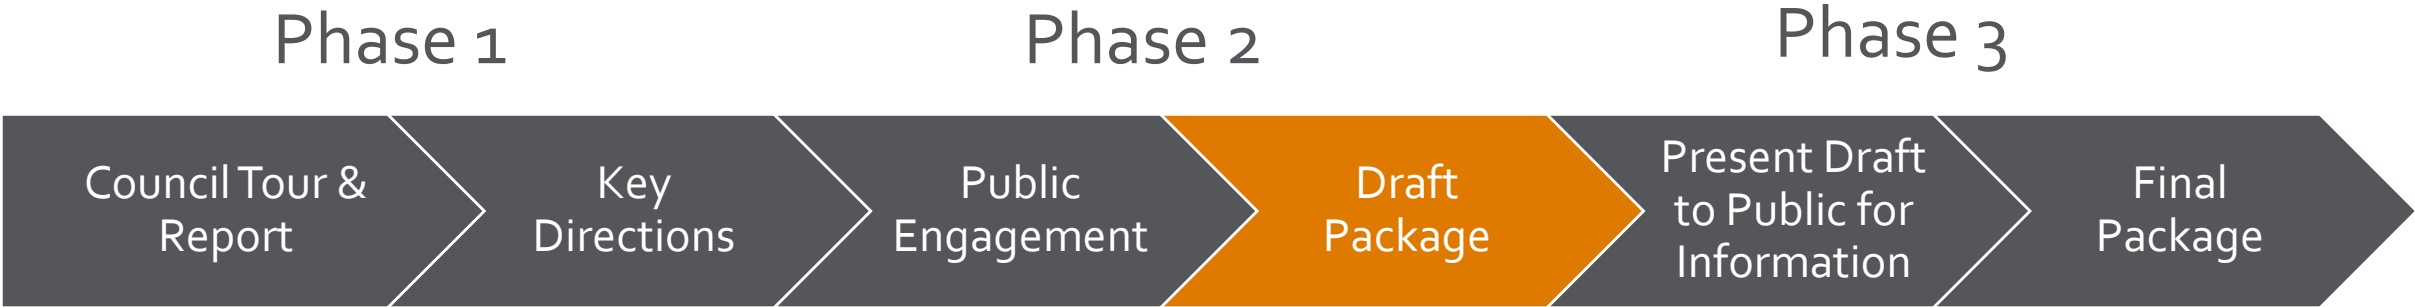 Phase 1
Phase 2
Phase 3
Council Tour &
Report
Key
Directions
Public
Engagement
Draft
Package
Present Draft
to Public for
Information
Final
Package